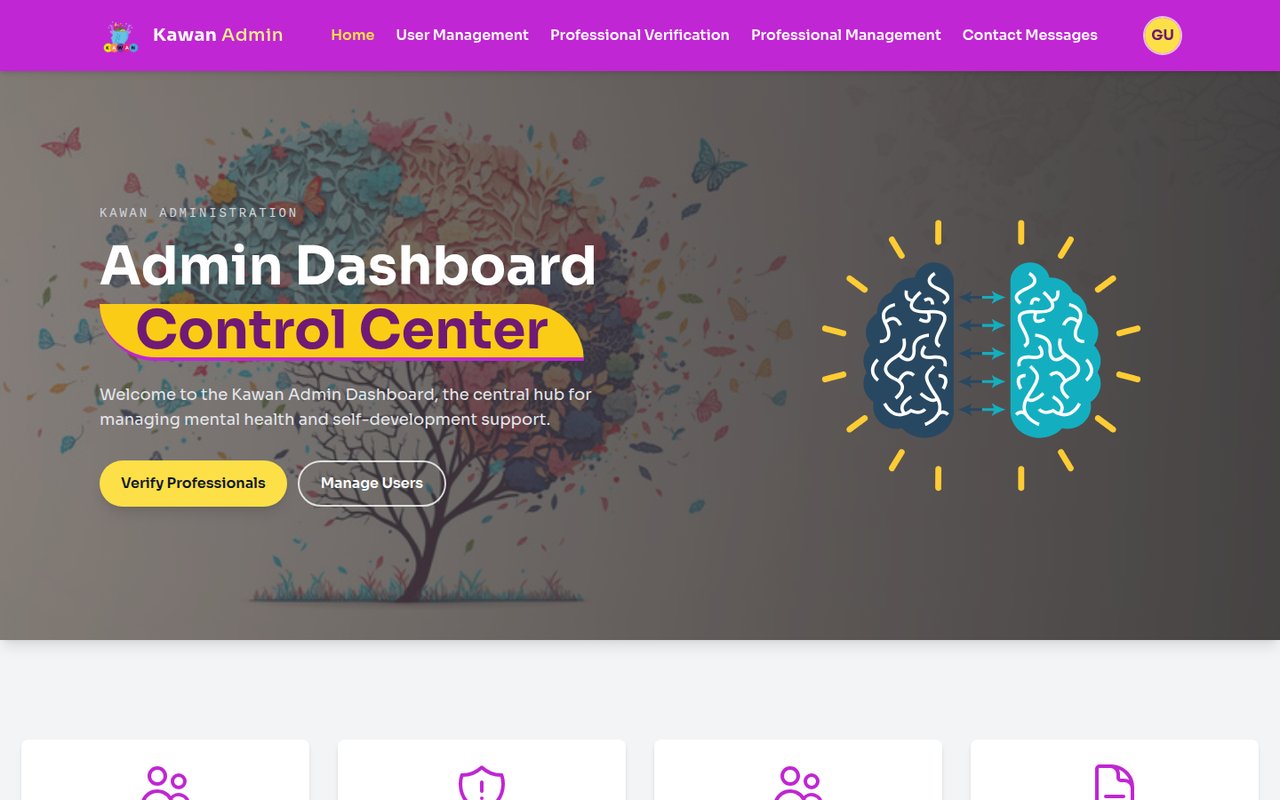 KAWAN
Kawan Admin
Home
User Management
Professional Verification
Professional Management
Contact Messages
GU
KAWAN ADMINISTRATION
Admin Dashboard
Control Center
Welcome to the Kawan Admin Dashboard, the central hub for
managing mental health and self-development support.
Verify Professionals
Manage Users